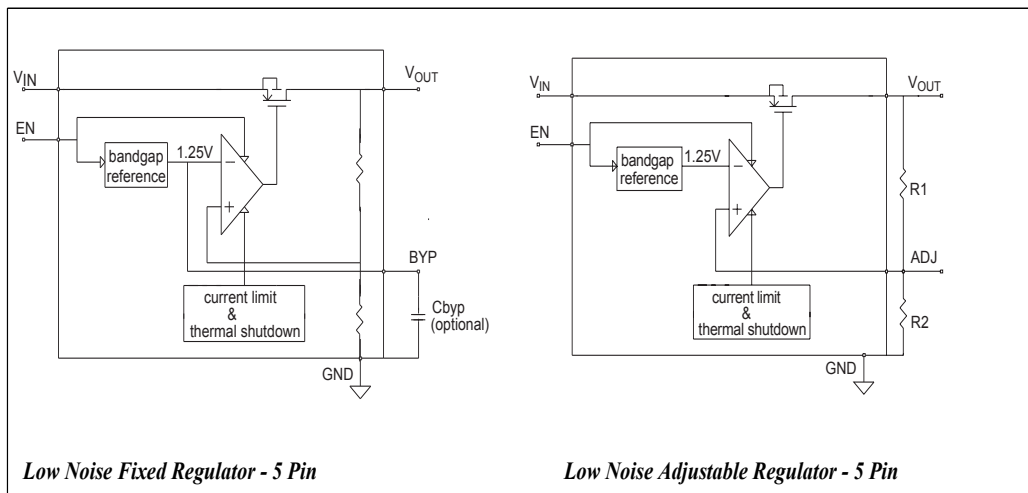 VIN
VOUT
EN
1.25V
bandgap
reference
−
+
BYP
current limit
&
thermal shutdown
Cbyp
(optional)
GND
Low Noise Fixed Regulator - 5 Pin
VIN
VOUT
EN
1.25V
bandgap
reference
−
+
R1
ADJ
current limit
&
thermal shutdown
R2
GND
Low Noise Adjustable Regulator - 5 Pin